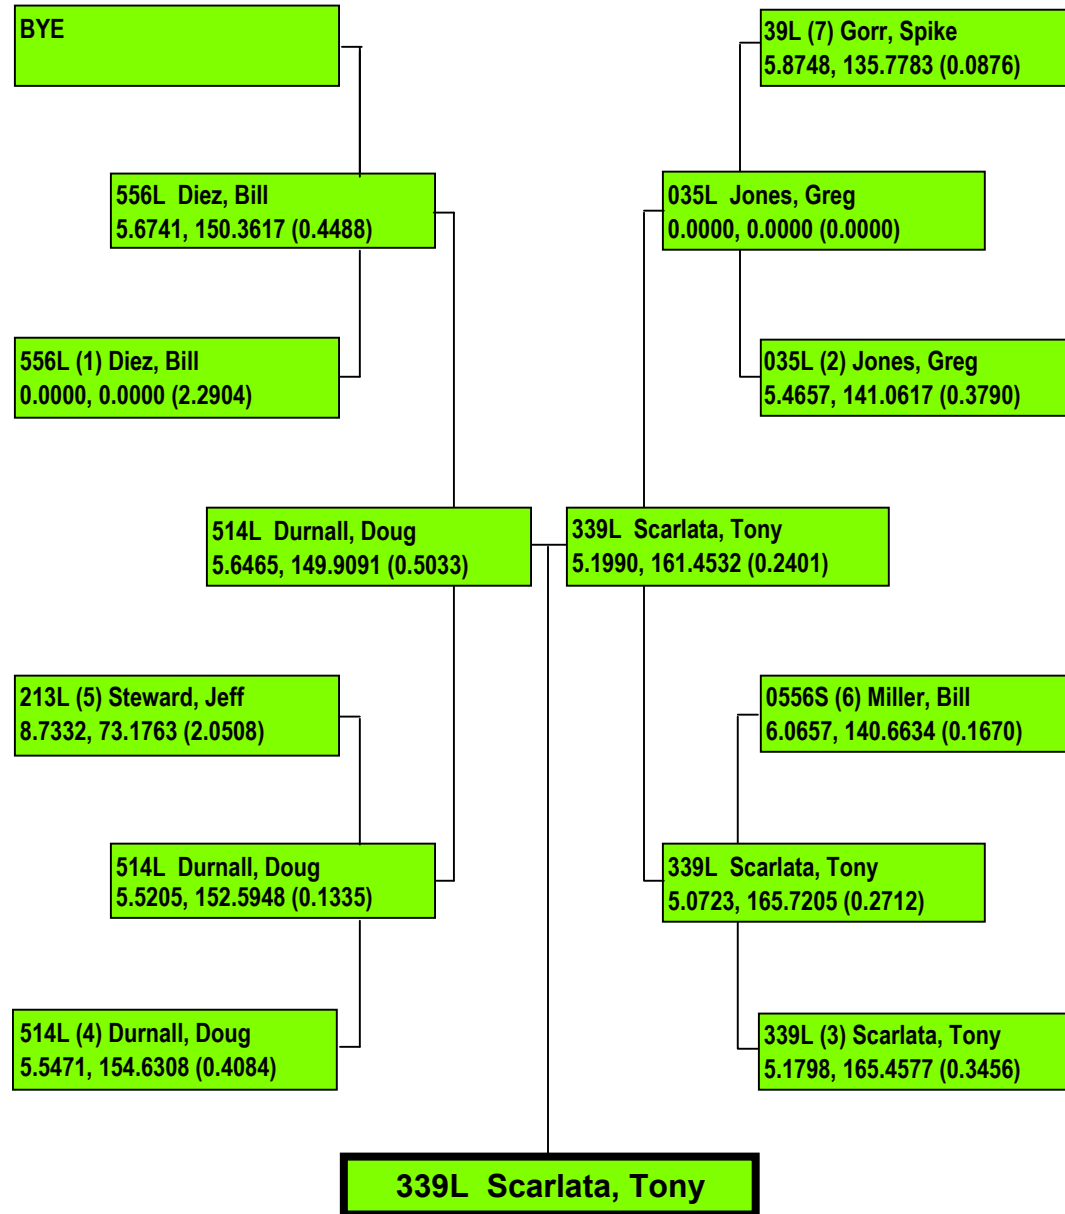 BYE
39L (7) Gorr, Spike
5.8748, 135.7783 (0.0876)
556L  Diez, Bill
5.6741, 150.3617 (0.4488)
035L  Jones, Greg
0.0000, 0.0000 (0.0000)
556L (1) Diez, Bill
0.0000, 0.0000 (2.2904)
035L (2) Jones, Greg
5.4657, 141.0617 (0.3790)
514L  Durnall, Doug
5.6465, 149.9091 (0.5033)
339L  Scarlata, Tony
5.1990, 161.4532 (0.2401)
213L (5) Steward, Jeff
8.7332, 73.1763 (2.0508)
0556S (6) Miller, Bill
6.0657, 140.6634 (0.1670)
514L  Durnall, Doug
5.5205, 152.5948 (0.1335)
339L  Scarlata, Tony
5.0723, 165.7205 (0.2712)
514L (4) Durnall, Doug
5.5471, 154.6308 (0.4084)
339L (3) Scarlata, Tony
5.1798, 165.4577 (0.3456)
339L  Scarlata, Tony